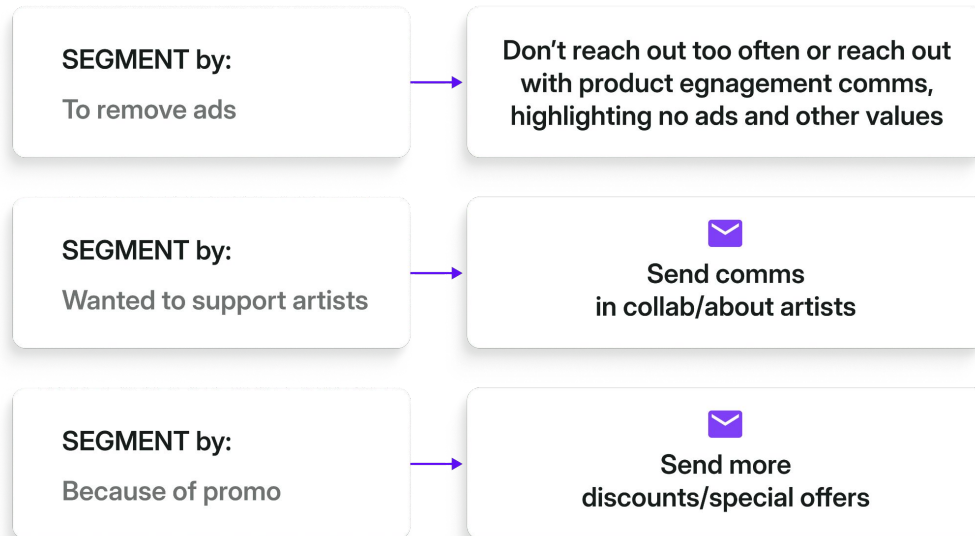 SEGMENT by:
To remove ads
Don’t reach out too often or reach out
with product egnagement comms,
highlighting no ads and other values
SEGMENT by:
Wanted to support artists
Send comms
in collab/about artists
SEGMENT by:
Because of promo
Send more
discounts/special offers